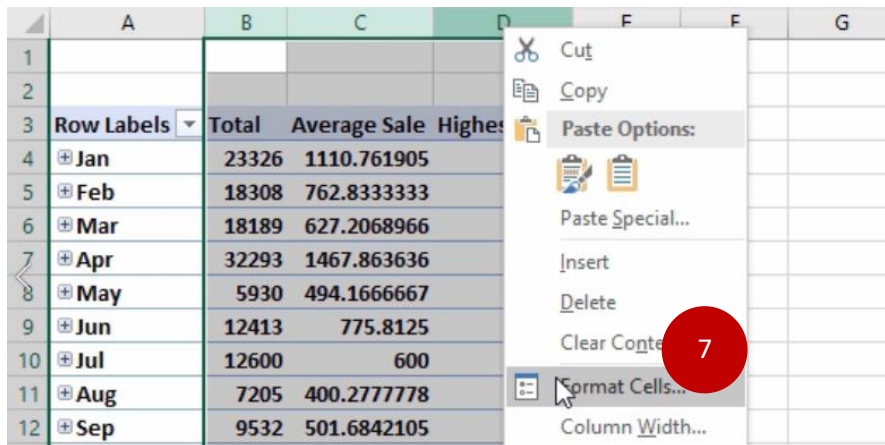 A B C D E F G
1
2
3 Row Labels Total Average Sale Highes
4 Jan 23326 1110.761905
5 Feb 18308 762.8333333
6 Mar 18189 627.2068966
7 Apr 32293 1467.863636
8 May 5930 494.1666667
9 Jun 12413 775.8125
10 Jul 12600 600
11 Aug 7205 400.2777778
12 Sep 9532 501.6842105
Cut
Copy
Paste Options:
Paste Special...
Insert
Delete
Clear Conte
7
Format Cells...
Column Width...